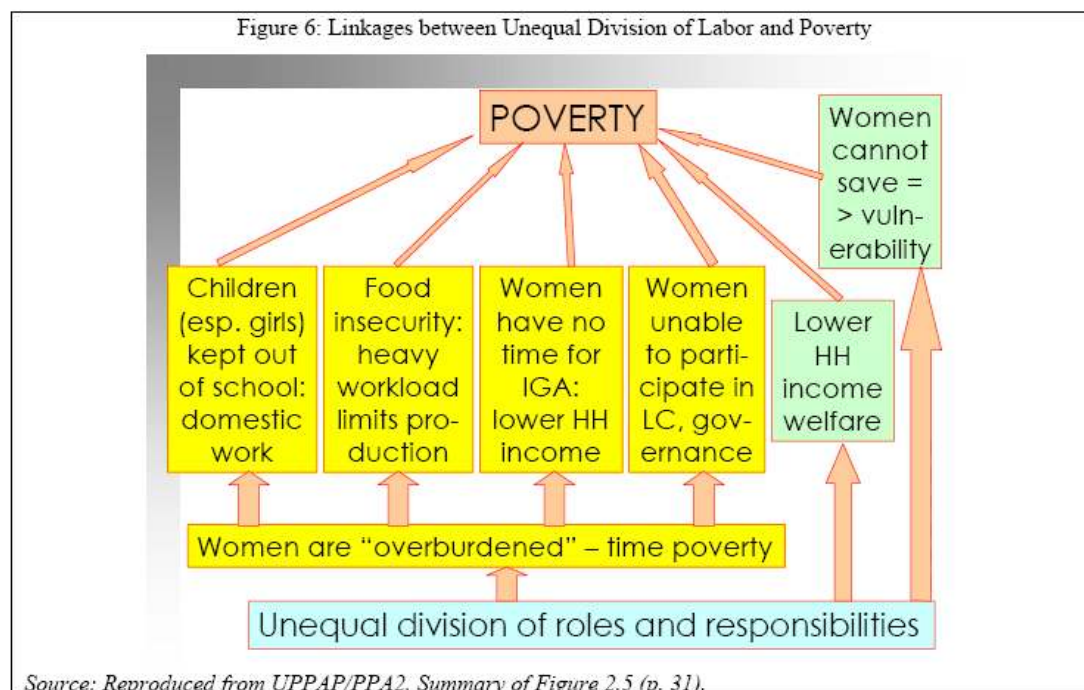 Figure 6: Linkages between Unequal Division of Labor and Poverty
POVERTY
Women
cannot
save =
> vuln-
erability
Children
(esp. girls)
kept out
of school:
domestic
work
Food
insecurity:
heavy
workload
limits pro-
duction
Women
have no
time for
IGA:
lower HH
income
Women
unable
to parti-
cipate in
LC, gov-
ernance
Lower
HH
income
welfare
Women are “overburdened” – time poverty
Unequal division of roles and responsibilities
Source: Reproduced from UPPAP/PPA2, Summary of Figure 2.5 (p. 31).